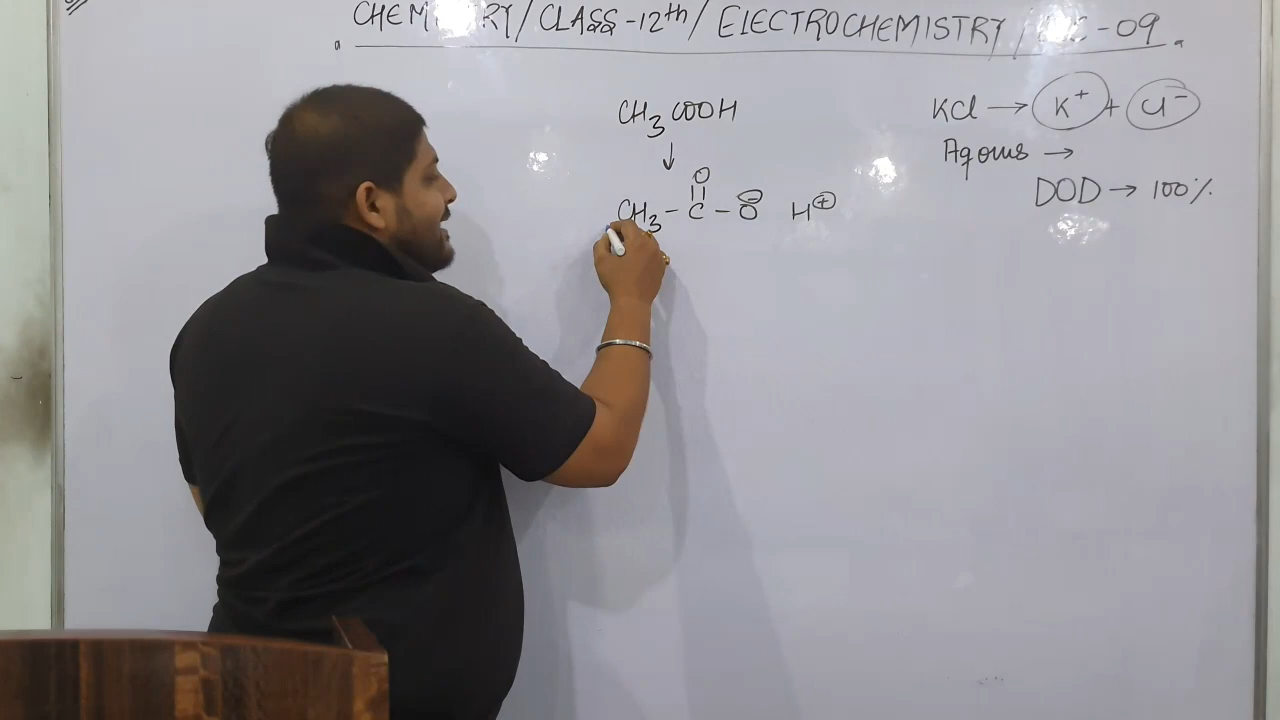 CHEM RY/CLASS-12th/ELECTROCHEMISTRY/ -09
CH3COOH
↓
O
||
CH3-C-O⊖ H⊕
KCl → K+ + Cl-
Aqous →
DOD → 100%